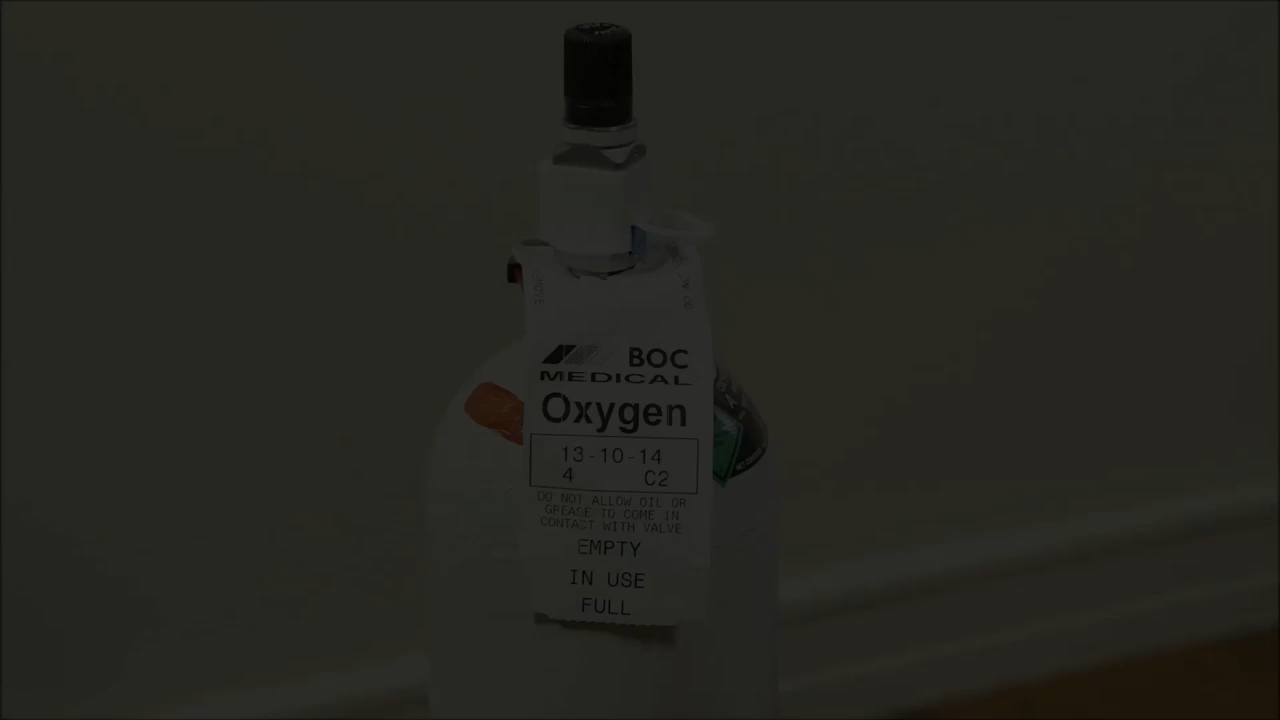 BOC
MEDICAL
Oxygen
13-10-14
4 C2
DO NOT ALLOW OIL OR
GREASE TO COME IN
CONTACT WITH VALVE
EMPTY
IN USE
FULL